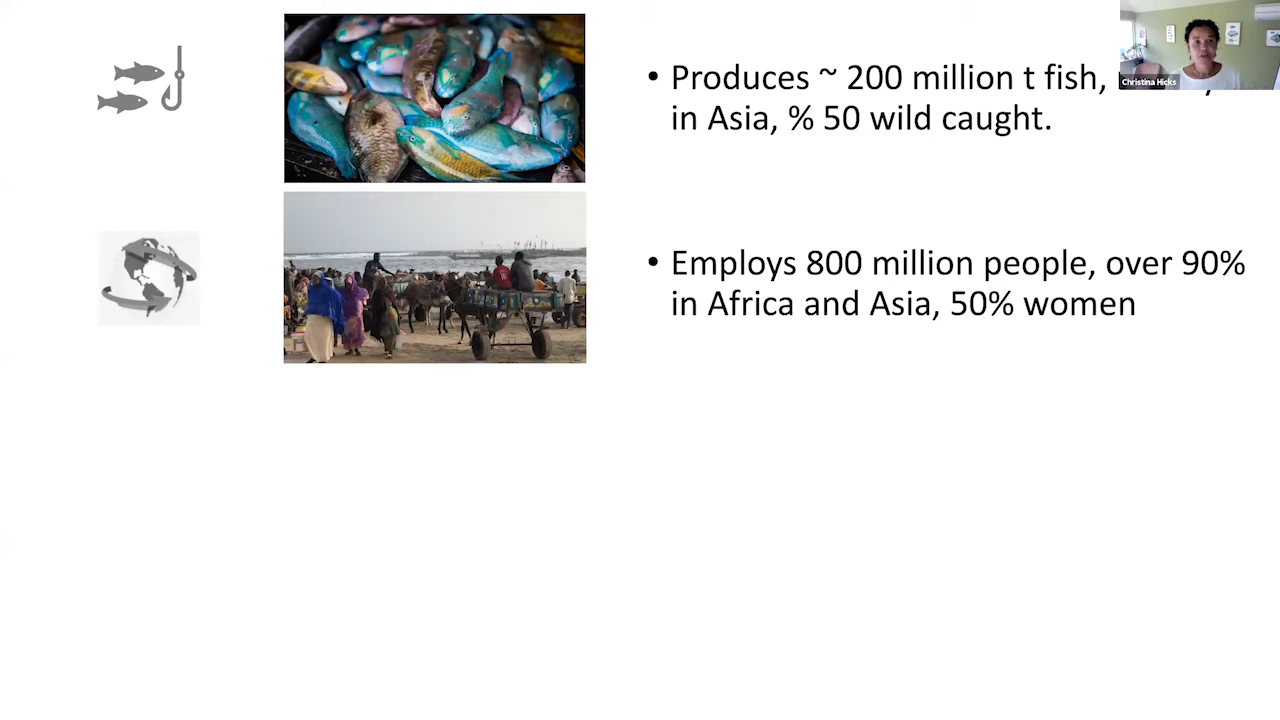 • Produces ~ 200 million t fish,
in Asia, % 50 wild caught.
Christina Hicks
• Employs 800 million people, over 90%
in Africa and Asia, 50% women